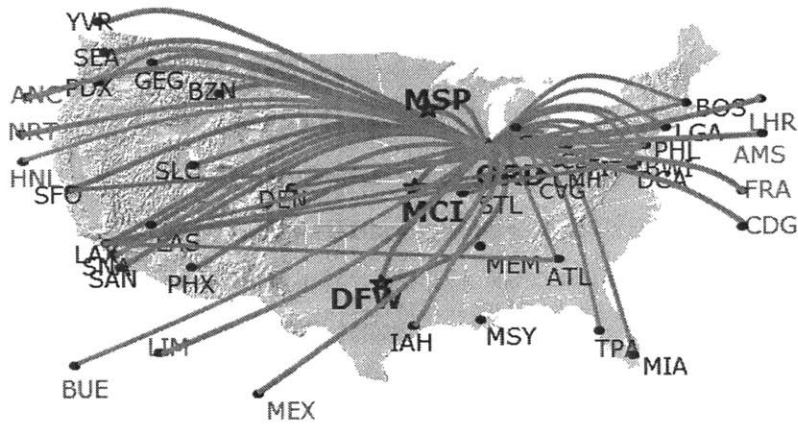 YVR
SEA
GEG
BZN
PDX
ANC
MSP
BOS
LHR
NRT
LGA
PHL
AMS
HNL
SFO
SLC
DEN
MCI
ORD
STL
CVG
CMH
BWI
DCA
FRA
CDG
LAX
LAS
SNA
SAN
PHX
MEM
ATL
DFW
LIM
IAH
MSY
TPA
MIA
BUE
MEX